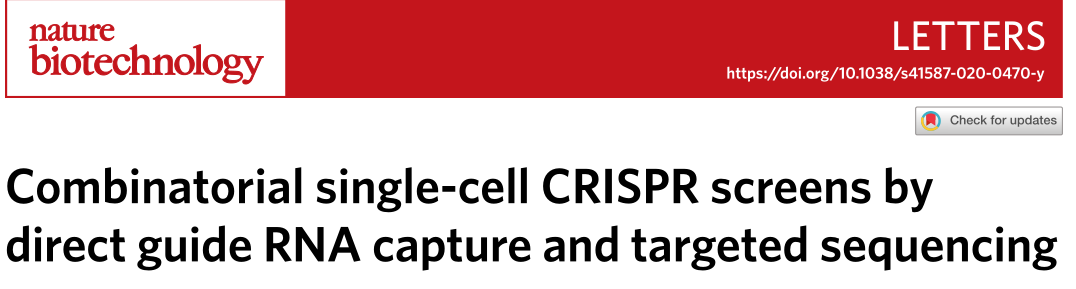 nature
biotechnology
LETTERS
https://doi.org/10.1038/s41587-020-0470-y
Check for updates
Combinatorial single-cell CRISPR screens by
direct guide RNA capture and targeted sequencing